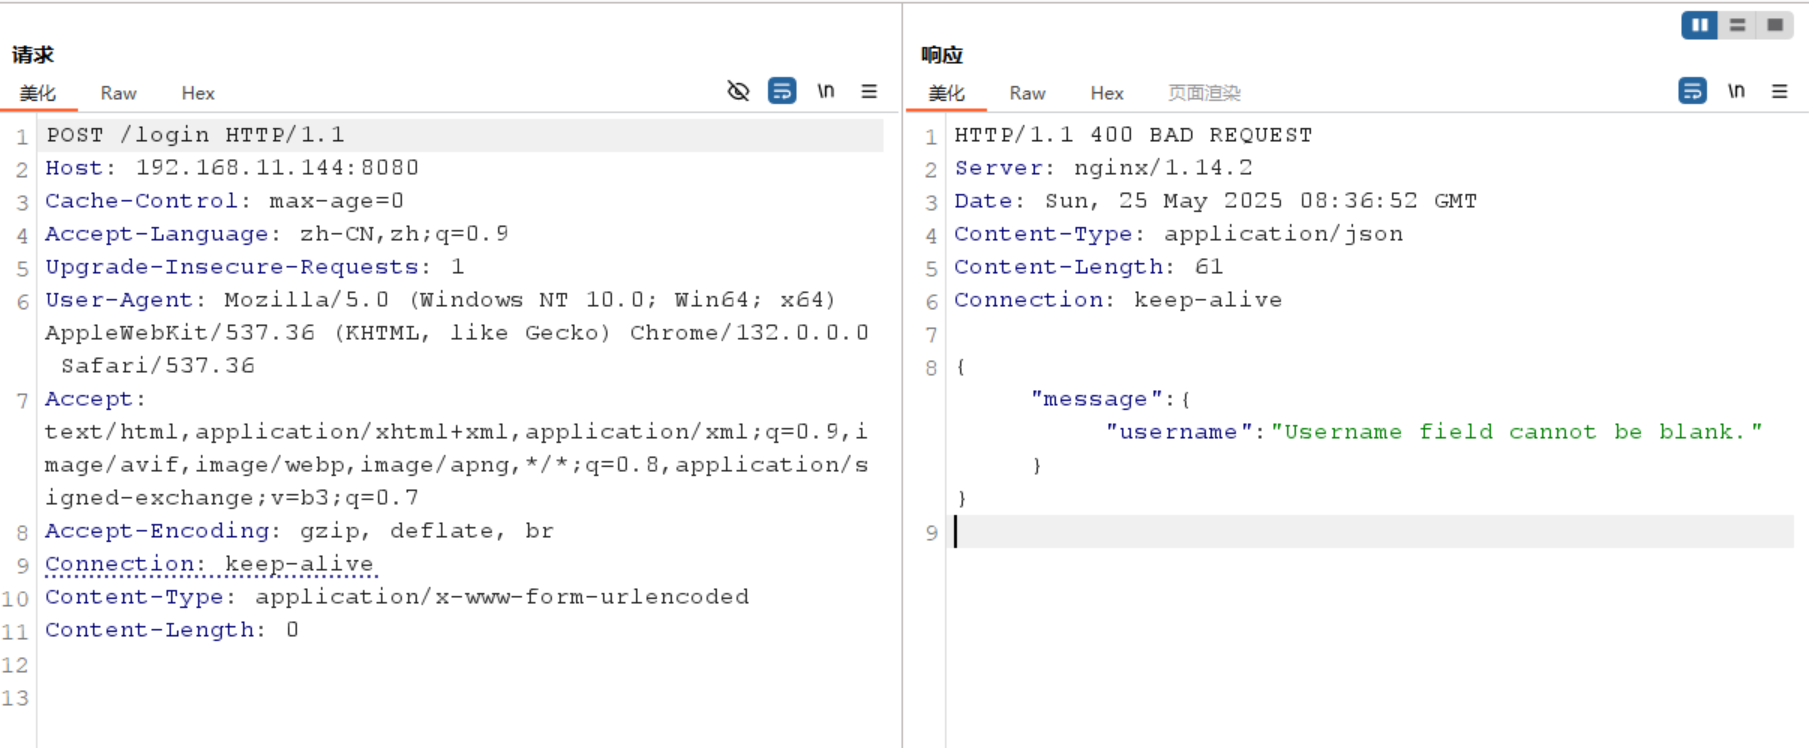 请求
美化 Raw Hex \n
1 POST /login HTTP/1.1
2 Host: 192.168.11.144:8080
3 Cache-Control: max-age=0
4 Accept-Language: zh-CN,zh;q=0.9
5 Upgrade-Insecure-Requests: 1
6 User-Agent: Mozilla/5.0 (Windows NT 10.0; Win64; x64)
AppleWebKit/537.36 (KHTML, like Gecko) Chrome/132.0.0.0
Safari/537.36
7 Accept:
text/html,application/xhtml+xml,application/xml;q=0.9,i
mage/avif,image/webp,image/apng,*/*;q=0.8,application/s
igned-exchange;v=b3;q=0.7
8 Accept-Encoding: gzip, deflate, br
9 Connection: keep-alive
10 Content-Type: application/x-www-form-urlencoded
11 Content-Length: 0
12
13
响应
美化 Raw Hex 页面渲染 \n
1 HTTP/1.1 400 BAD REQUEST
2 Server: nginx/1.14.2
3 Date: Sun, 25 May 2025 08:36:52 GMT
4 Content-Type: application/json
5 Content-Length: 61
6 Connection: keep-alive
7
8 {
"message":{
"username":"Username field cannot be blank."
}
}
9